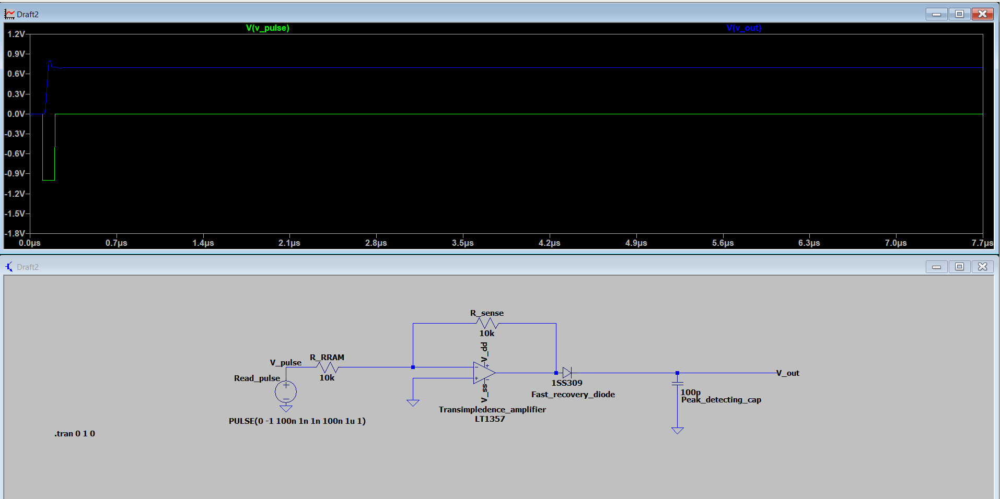 Draft2
V(v_pulse)
V(v_out)
1.2V
0.9V
0.6V
0.3V
0.0V
-0.3V
-0.6V
-0.9V
-1.2V
-1.5V
-1.8V
0.0µs
0.7µs
1.4µs
2.1µs
2.8µs
3.5µs
4.2µs
4.9µs
5.6µs
6.3µs
7.0µs
7.7µs
Draft2
R_sense
10k
V_dd
R_RRAM
10k
V_pulse
Read_pulse
V_ss
V_out
1SS309
Fast_recovery_diode
100p
Peak_detecting_cap
Transimpledence_amplifier
LT1357
PULSE(0 -1 100n 1n 1n 100n 1u 1)
.tran 0 1 0